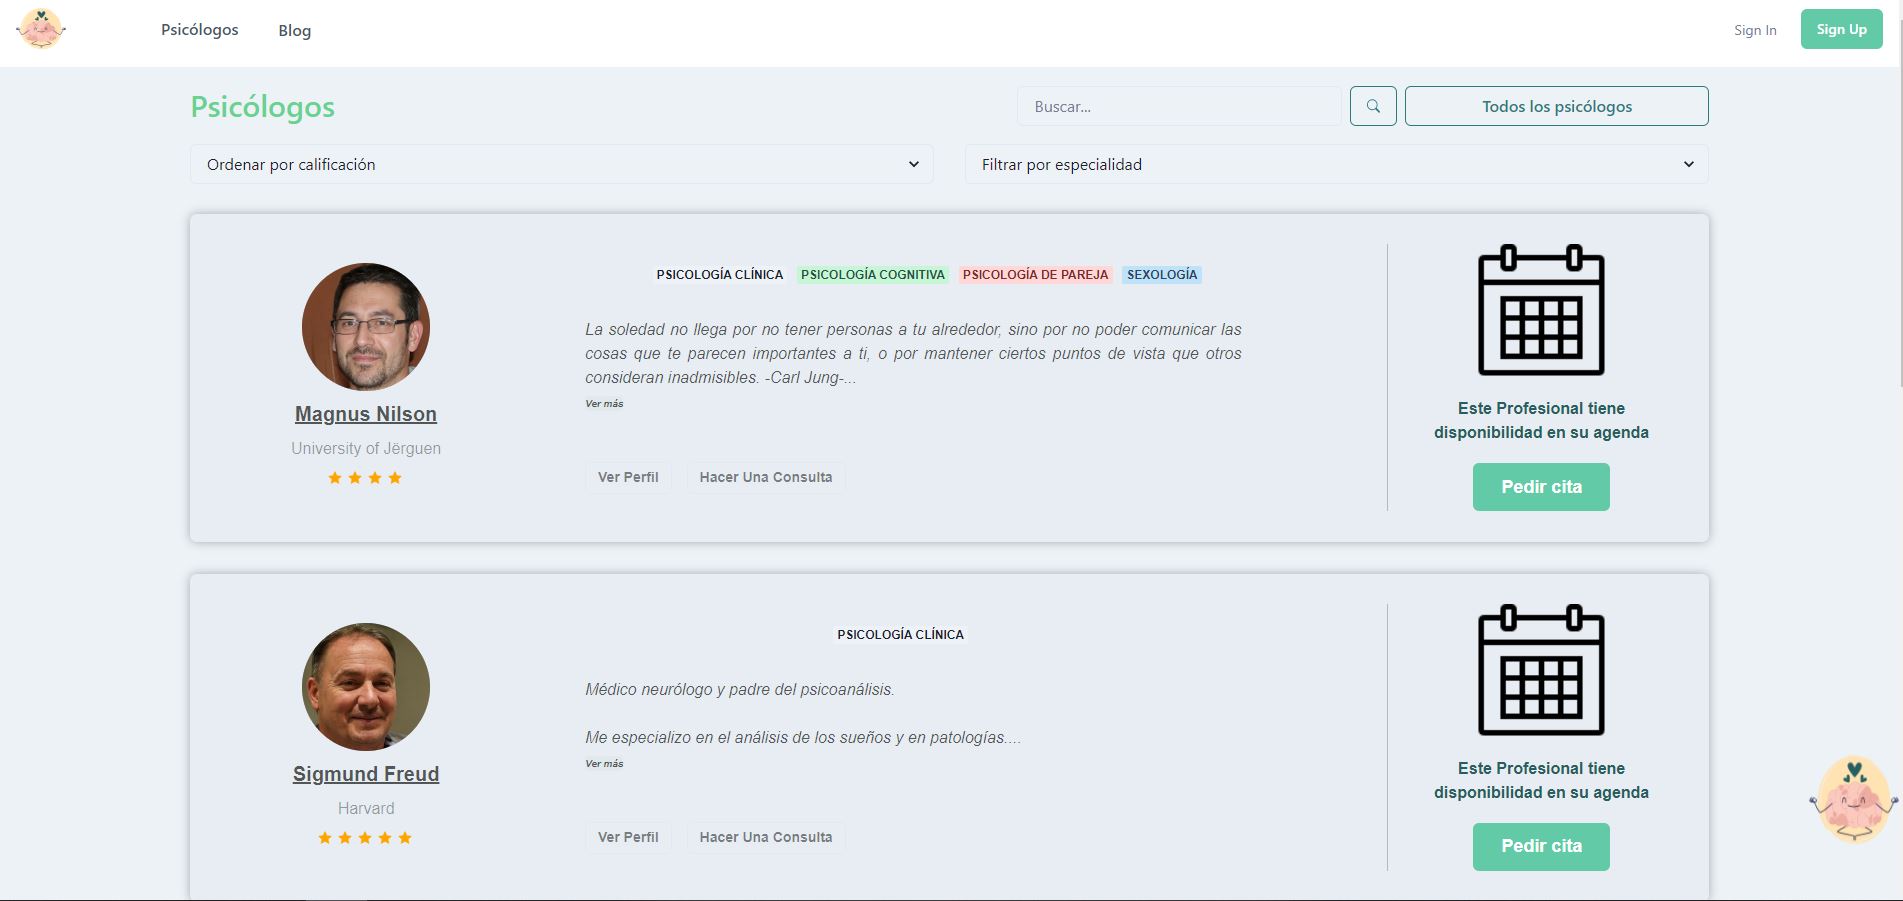 Psicólogos
Blog
Sign In
Sign Up
Psicólogos
Buscar...
Todos los psicólogos
Ordenar por calificación
Filtrar por especialidad
PSICOLOGÍA CLÍNICA PSICOLOGÍA COGNITIVA PSICOLOGÍA DE PAREJA SEXOLOGÍA
La soledad no llega por no tener personas a tu alrededor, sino por no poder comunicar las
cosas que te parecen importantes a ti, o por mantener ciertos puntos de vista que otros
consideran inadmisibles. -Carl Jung-...
Ver más
Magnus Nilson
University of Jërguen
Ver Perfil
Hacer Una Consulta
Este Profesional tiene
disponibilidad en su agenda
Pedir cita
PSICOLOGÍA CLÍNICA
Médico neurólogo y padre del psicoanálisis.
Me especializo en el análisis de los sueños y en patologías....
Ver más
Sigmund Freud
Harvard
Ver Perfil
Hacer Una Consulta
Este Profesional tiene
disponibilidad en su agenda
Pedir cita